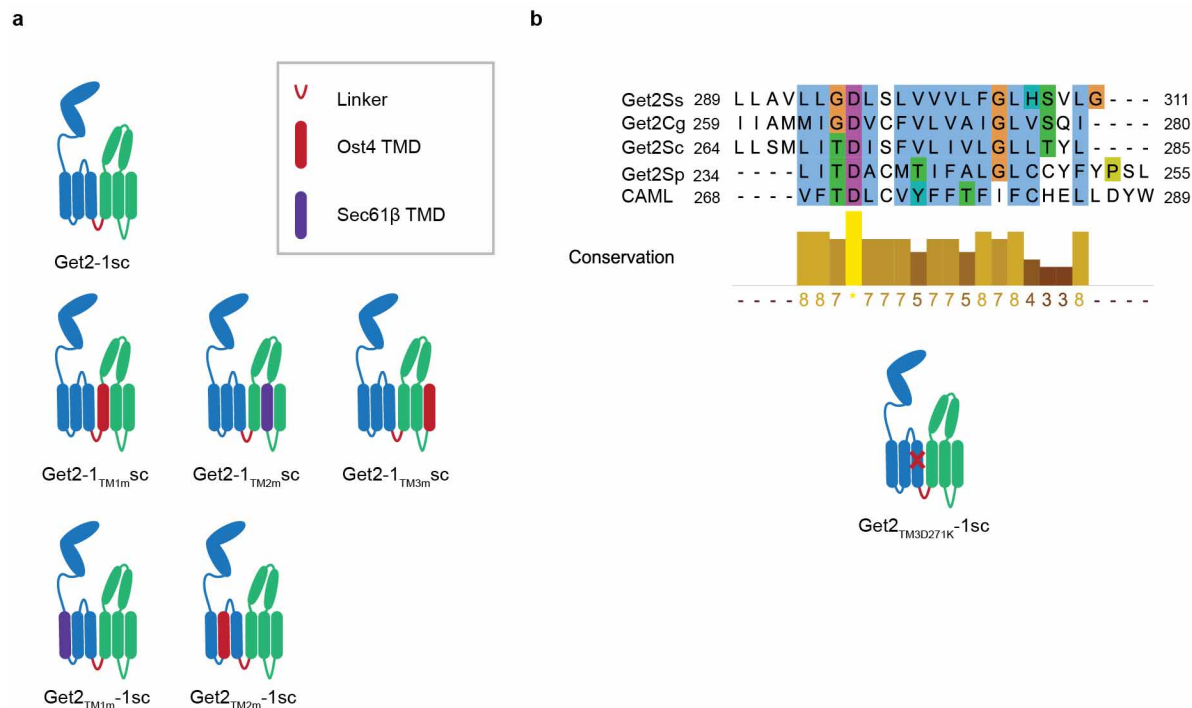 a
Linker
Ost4 TMD
Sec61β TMD
Get2-1sc
Get2-1TM1msc
Get2-1TM2msc
Get2-1TM3msc
Get2TM1m-1sc
Get2TM2m-1sc
b
Get2Ss 289 L L A V L L G D L S L V V V L F G L H S V L G - - - 311
Get2Cg 259 I I A M M I G D V C F V L V A I G L V S Q I - - - - 280
Get2Sc 264 L L S M L I T D I S F V L I V L G L L T Y L - - - - 285
Get2Sp 234 - - - - L I T D A C M T I F A L G L C C Y F Y P S L 255
CAML 268 - - - - V F T D L C V Y F F T F I F C H E L L D Y W 289
Conservation
- - - - 8 8 7 * 7 7 7 5 7 7 5 8 7 8 4 3 3 8 - - - -
Get2TM3D271K-1sc